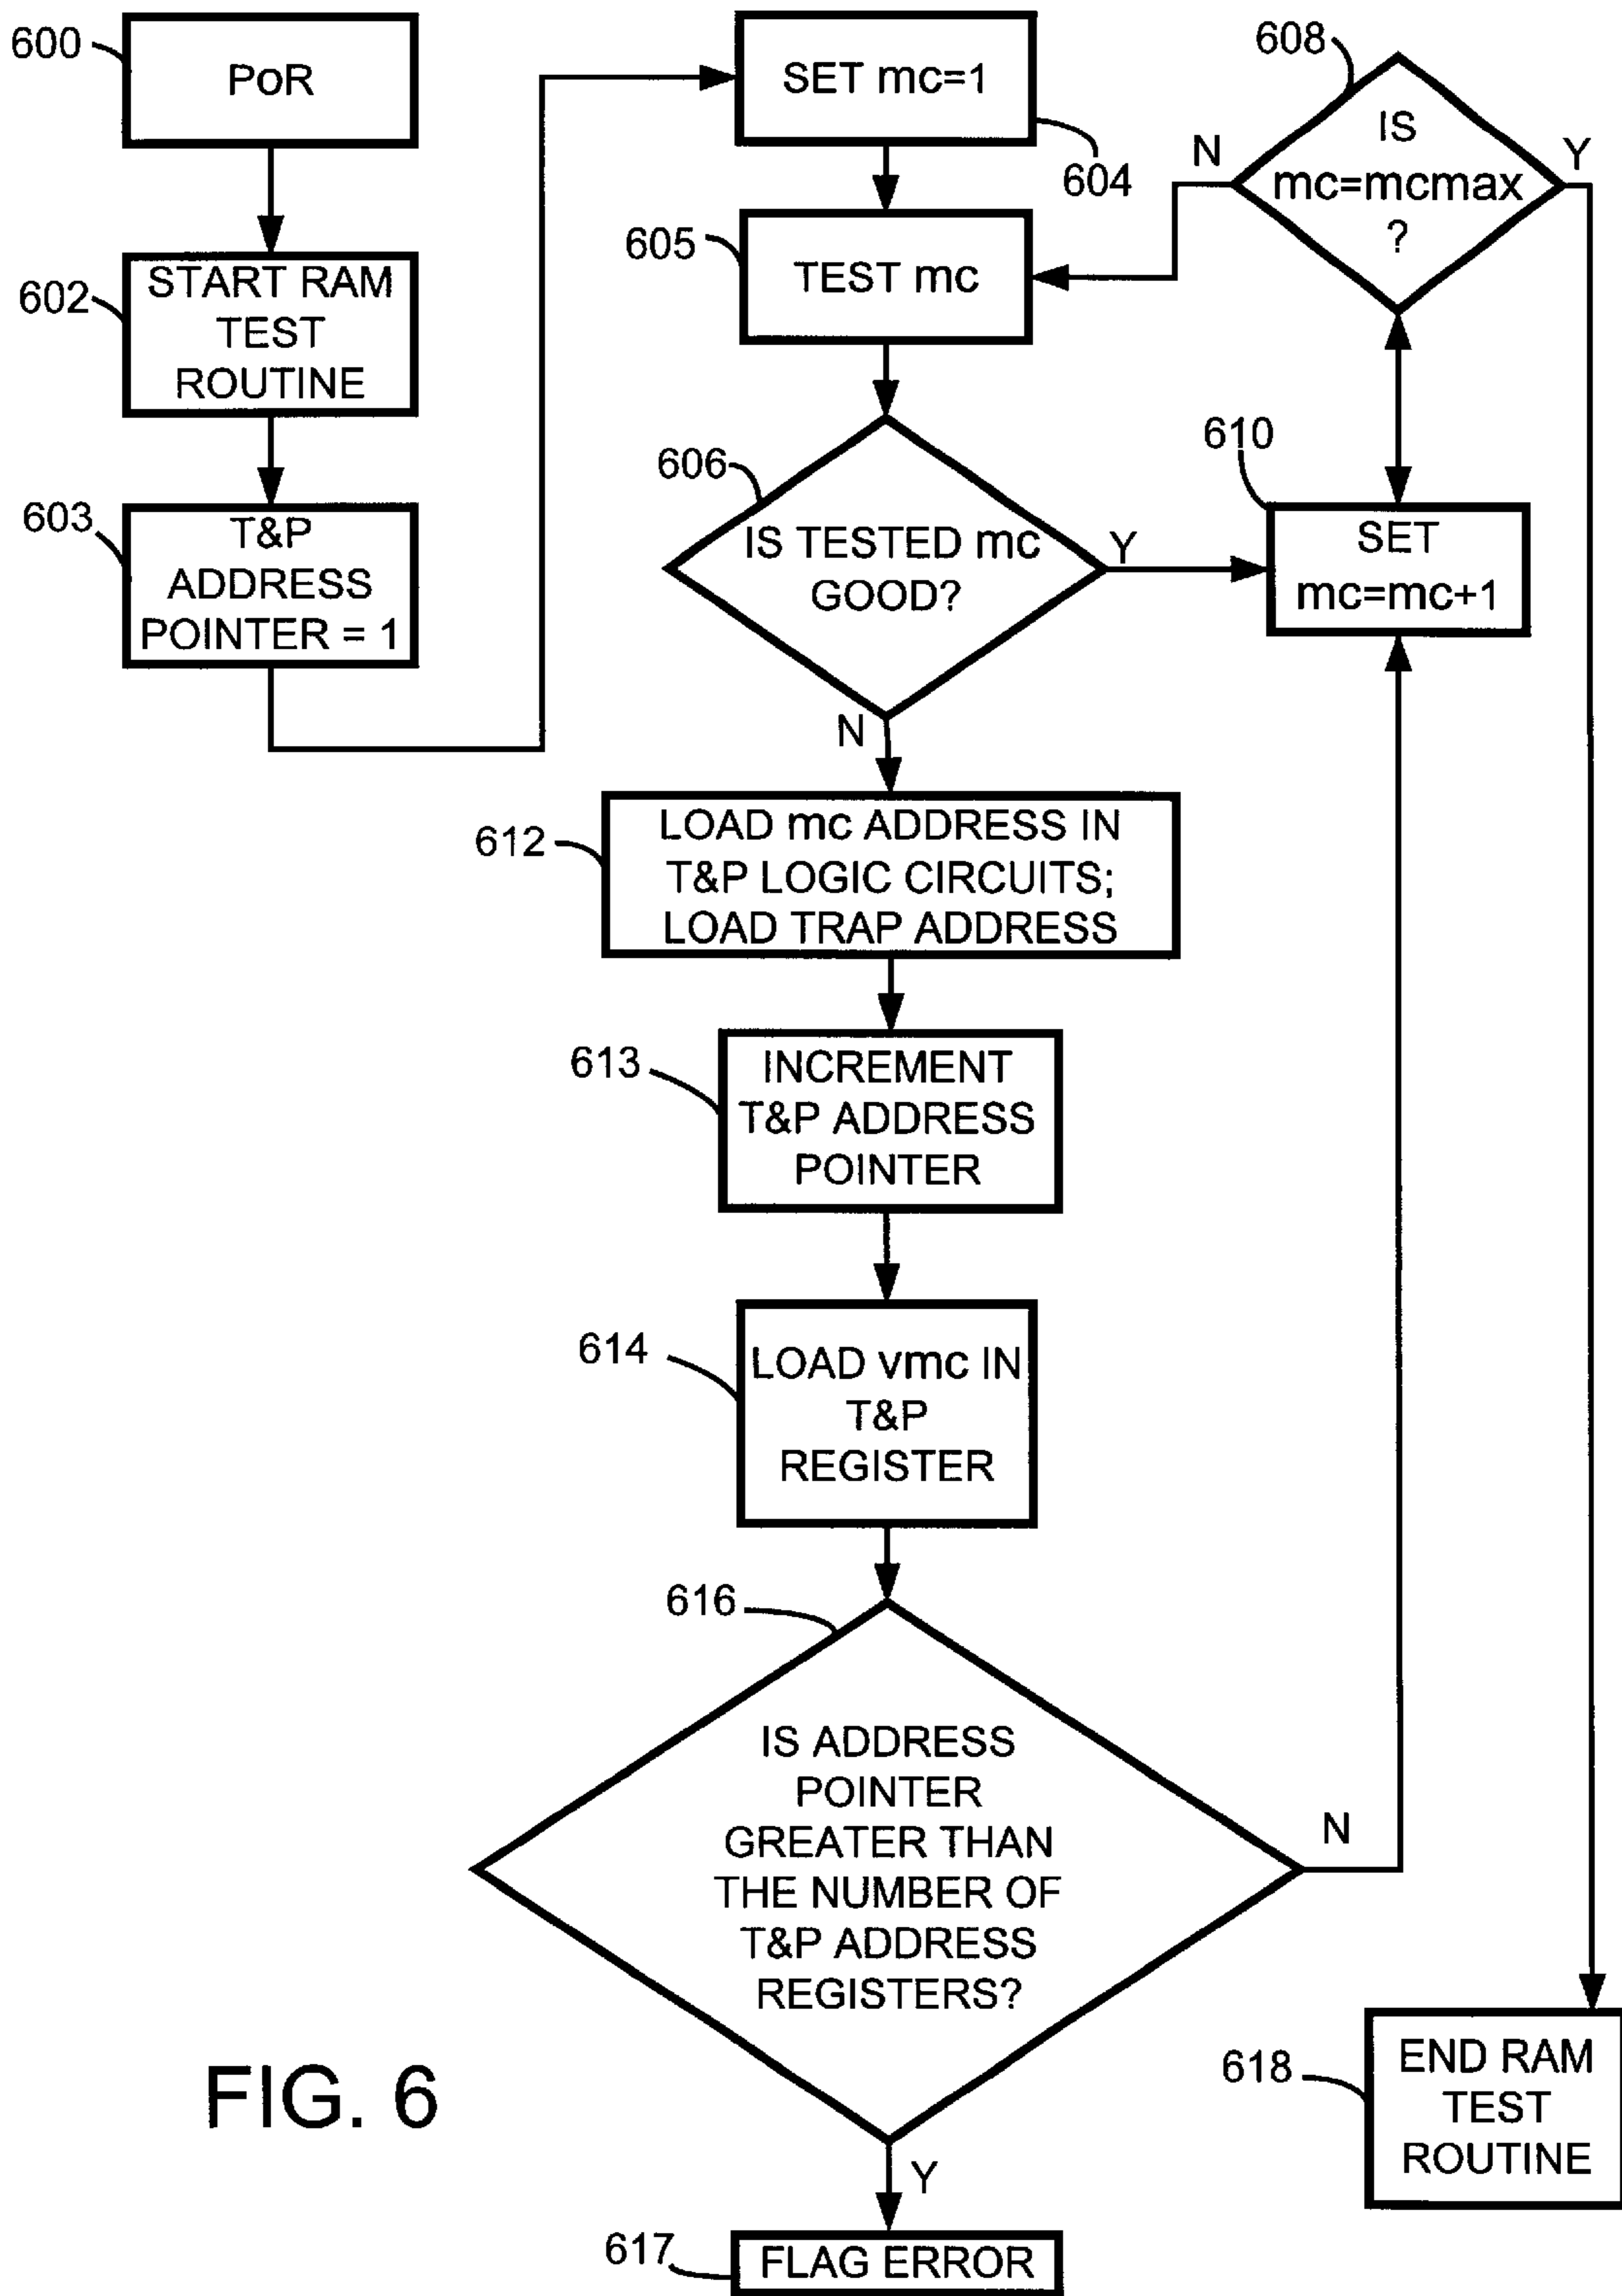 600
PoR
602
START RAM
TEST
ROUTINE
603
T&P
ADDRESS
POINTER = 1
SET mc=1
604
605
TEST mc
606
IS TESTED mc
GOOD?
Y
N
608
IS
mc=mcmax
?
N
Y
610
SET
mc=mc+1
612
LOAD mc ADDRESS IN
T&P LOGIC CIRCUITS;
LOAD TRAP ADDRESS
613
INCREMENT
T&P ADDRESS
POINTER
614
LOAD vmc IN
T&P
REGISTER
616
IS ADDRESS
POINTER
GREATER THAN
THE NUMBER OF
T&P ADDRESS
REGISTERS?
N
Y
617
FLAG ERROR
618
END RAM
TEST
ROUTINE
FIG. 6